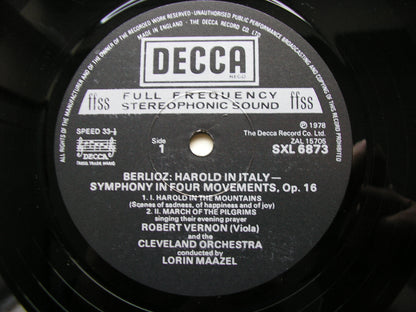 ALL RIGHTS OF THE MANUFACTURER AND OF THE OWNER OF THE RECORDED WORK RESERVED · UNAUTHORISED PUBLIC PERFORMANCE BROADCASTING AND COPYING OF THIS RECORD PROHIBITED
MADE IN ENGLAND · THE DECCA RECORD CO. LTD.
DECCA
RECD
ffss
FULL FREQUENCY
STEREOPHONIC SOUND
ffss
SPEED 33⅓
DECCA
Side
1
℗ 1978
The Decca Record Co. Ltd.
ZAL 15705
SXL 6873
BERLIOZ: HAROLD IN ITALY—
SYMPHONY IN FOUR MOVEMENTS, Op. 16
1. I. HAROLD IN THE MOUNTAINS
(Scenes of sadness, of happiness and of joy)
2. II. MARCH OF THE PILGRIMS
singing their evening prayer
ROBERT VERNON (Viola)
and the
CLEVELAND ORCHESTRA
conducted by
LORIN MAAZEL